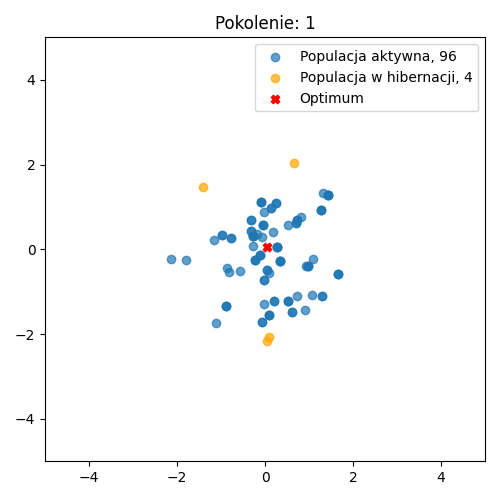 Pokolenie: 1
Populacja aktywna, 96
Populacja w hibernacji, 4
Optimum
4
2
0
−2
−4
−4 −2 0 2 4